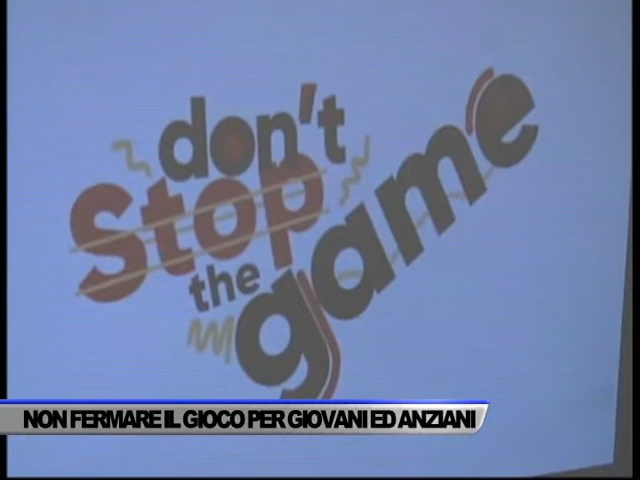 don't
Stop
the
game
NON FERMARE IL GIOCO PER GIOVANI ED ANZIANI